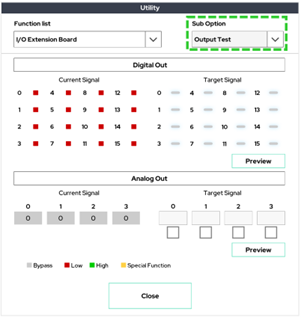 Utility
Function list
Sub Option
I/O Extension Board
Output Test
Digital Out
Current Signal
Target Signal
0 4 8 12 0 4 8 12
1 5 9 13 1 5 9 13
2 6 10 14 2 6 10 14
3 7 11 15 3 7 11 15
Preview
Analog Out
Current Signal
Target Signal
0 1 2 3 0 1 2 3
0 0 0 0
Preview
Bypass Low High Special Function
Close